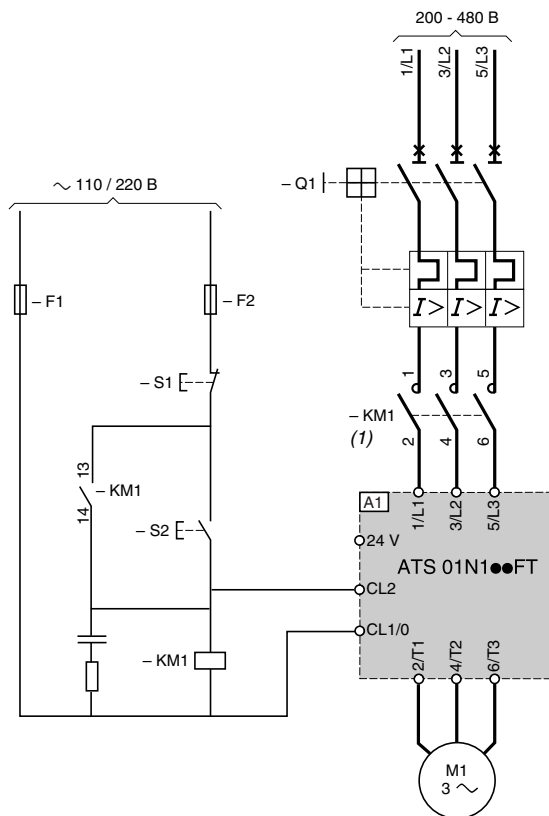 200 - 480 В
1/L1
3/L2
5/L3
– Q1
I>
I>
I>
~ 110 / 220 В
– F1
– F2
– S1
13
14
– KM1
– S2
– KM1
1
3
5
– KM1
(1)
2
4
6
A1
1/L1
3/L2
5/L3
24 V
ATS 01N1●●FT
CL2
CL1/0
2/T1
4/T2
6/T3
M1
3 ~